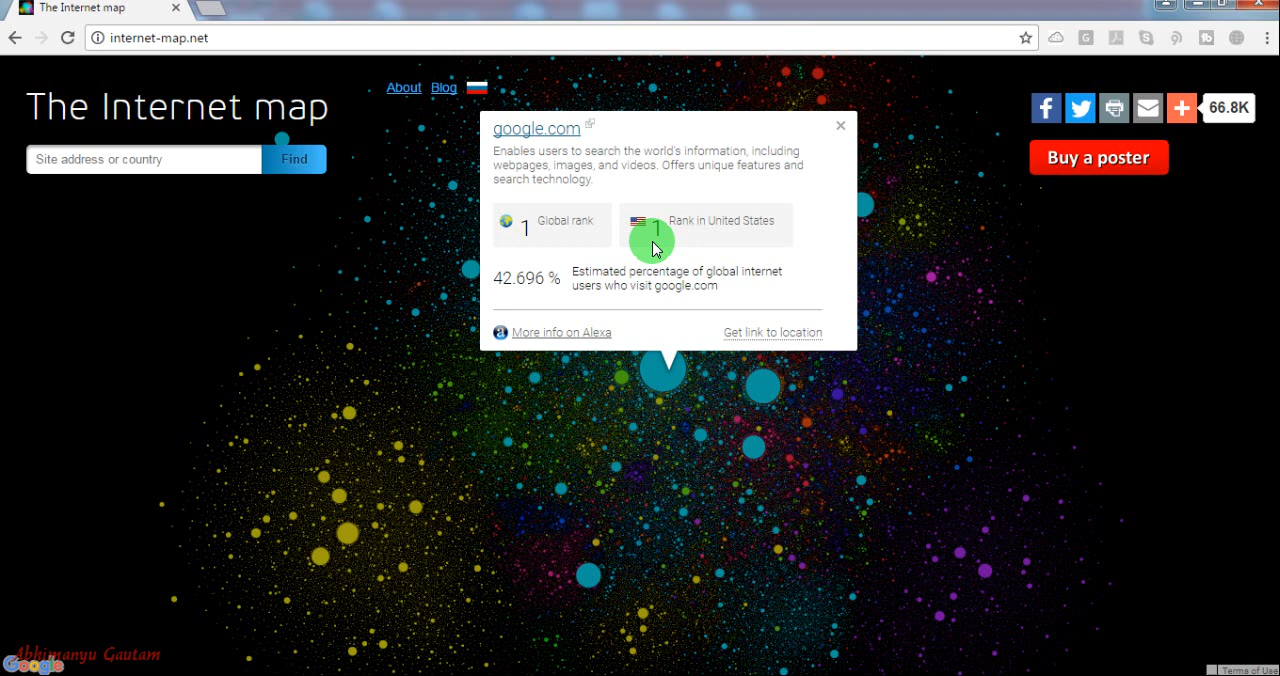 The Internet map
internet-map.net
The Internet map
About Blog
Site address or country
Find
google.com
Enables users to search the world's information, including
webpages, images, and videos. Offers unique features and
search technology.
1 Global rank
1 Rank in United States
42.696 % Estimated percentage of global internet
users who visit google.com
More info on Alexa
Get link to location
66.8K
Buy a poster
Abhimanyu Gautam
Google
Terms of Use